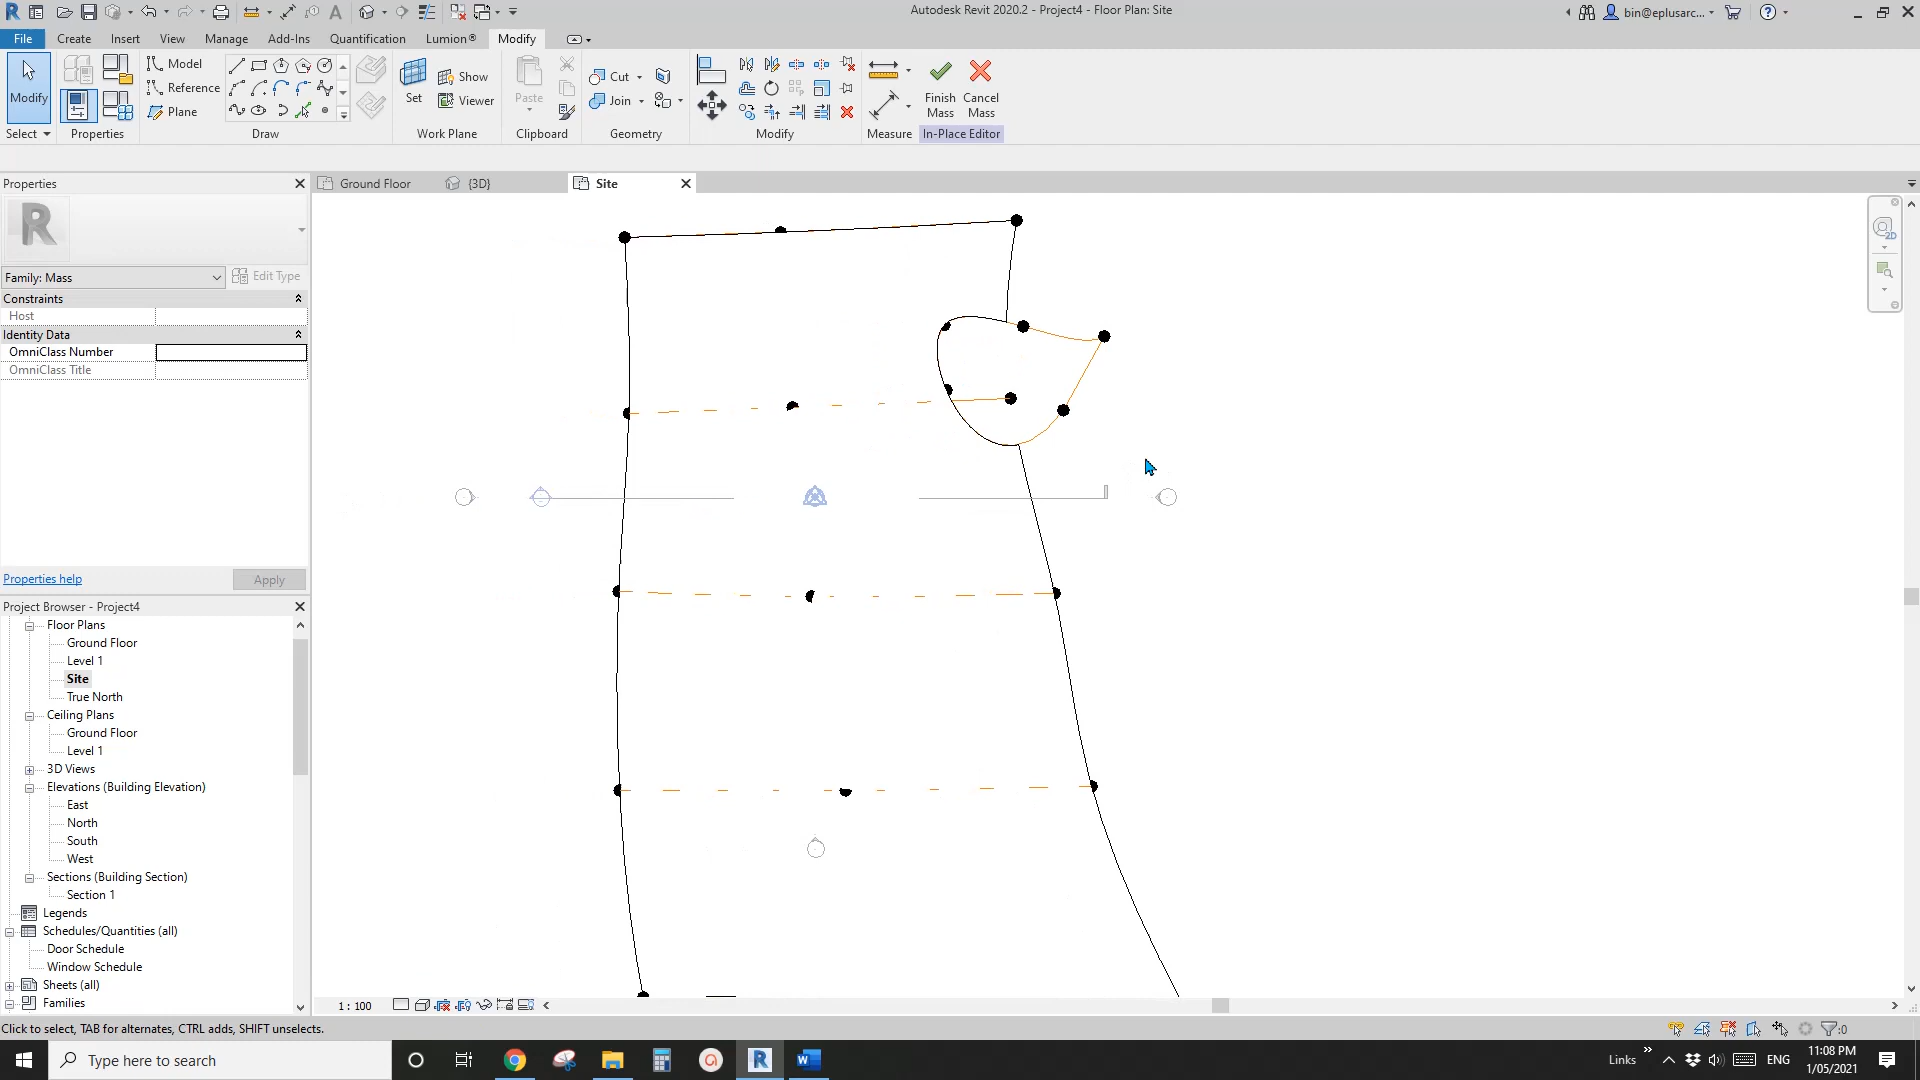 Autodesk Revit 2020.2 - Project4 - Floor Plan: Site
bin@eplusarc...
File Create Insert View Manage Add-Ins Quantification Lumion® Modify
Modify
Select
Properties
Model
Reference
Plane
Draw
Set
Show
Viewer
Work Plane
Paste
Clipboard
Cut
Join
Geometry
Modify
Measure
Finish Mass
Cancel Mass
In-Place Editor
Properties
Ground Floor
{3D}
Site
Family: Mass
Edit Type
Constraints
Host
Identity Data
OmniClass Number
OmniClass Title
Properties help
Apply
Project Browser - Project4
Floor Plans
Ground Floor
Level 1
Site
True North
Ceiling Plans
Ground Floor
Level 1
3D Views
Elevations (Building Elevation)
East
North
South
West
Sections (Building Section)
Section 1
Legends
Schedules/Quantities (all)
Door Schedule
Window Schedule
Sheets (all)
Families
2D
1 : 100
Click to select, TAB for alternates, CTRL adds, SHIFT unselects.
:0
Type here to search
Links
ENG
11:08 PM
1/05/2021